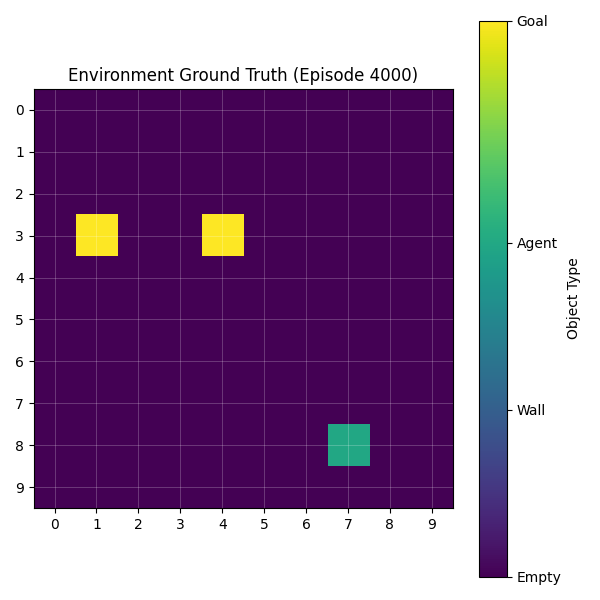 Environment Ground Truth (Episode 4000)
Goal
Agent
Wall
Empty
Object Type
0
1
2
3
4
5
6
7
8
9
0 1 2 3 4 5 6 7 8 9